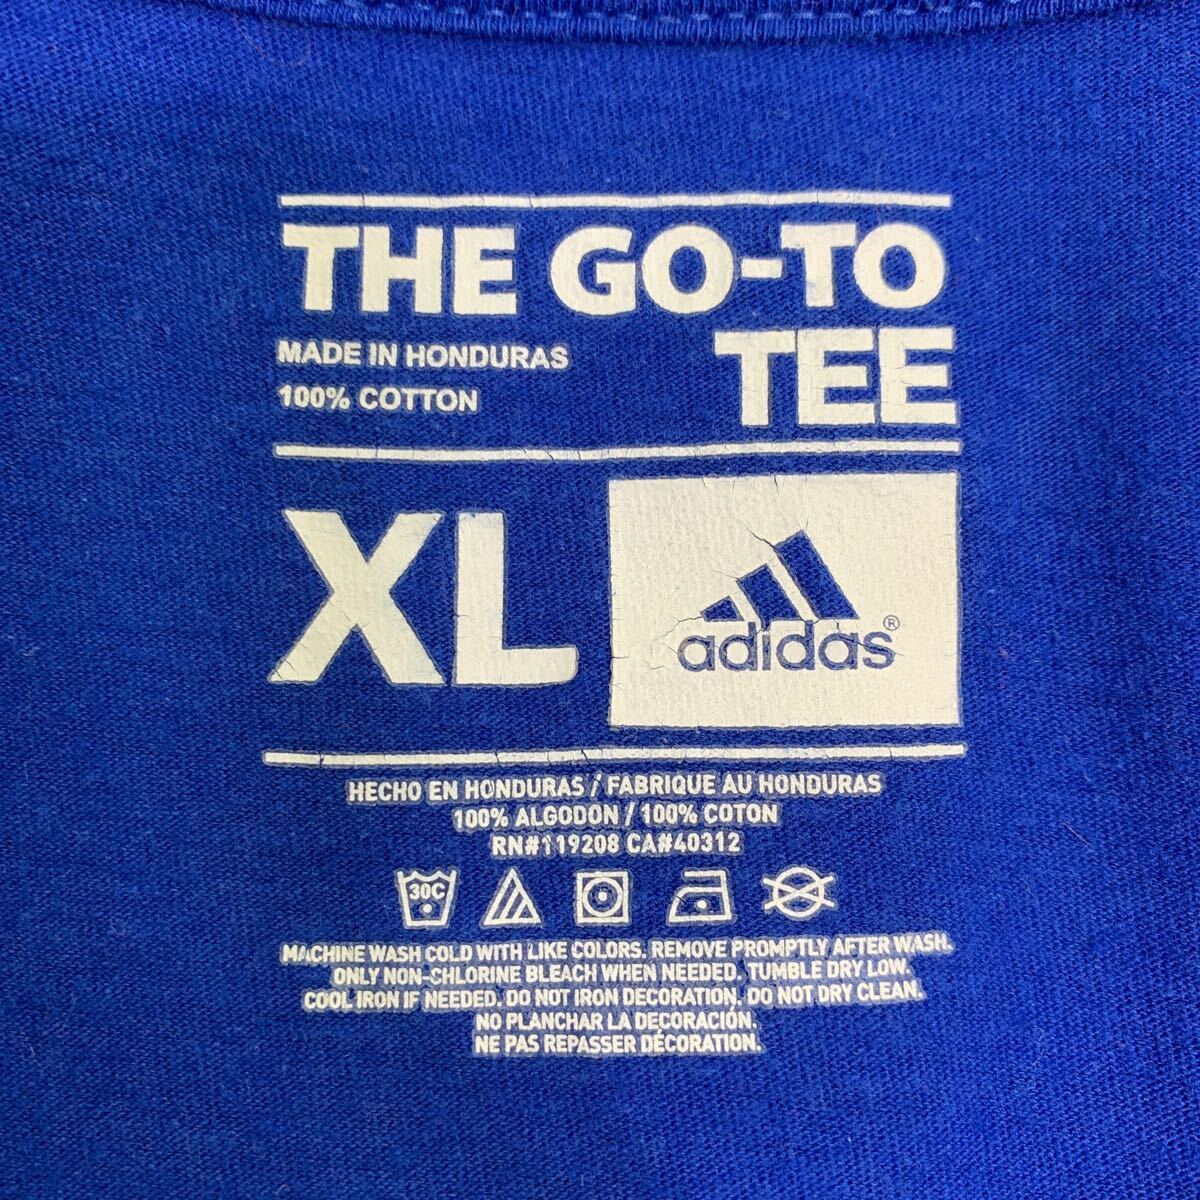 THE GO-TO
TEE
MADE IN HONDURAS
100% COTTON
XL
adidas®
HECHO EN HONDURAS / FABRIQUE AU HONDURAS
100% ALGODON / 100% COTON
RN#119208 CA#40312
30C
MACHINE WASH COLD WITH LIKE COLORS. REMOVE PROMPTLY AFTER WASH.
ONLY NON-CHLORINE BLEACH WHEN NEEDED. TUMBLE DRY LOW.
COOL IRON IF NEEDED. DO NOT IRON DECORATION. DO NOT DRY CLEAN.
NO PLANCHAR LA DECORACIÓN.
NE PAS REPASSER DÉCORATION.